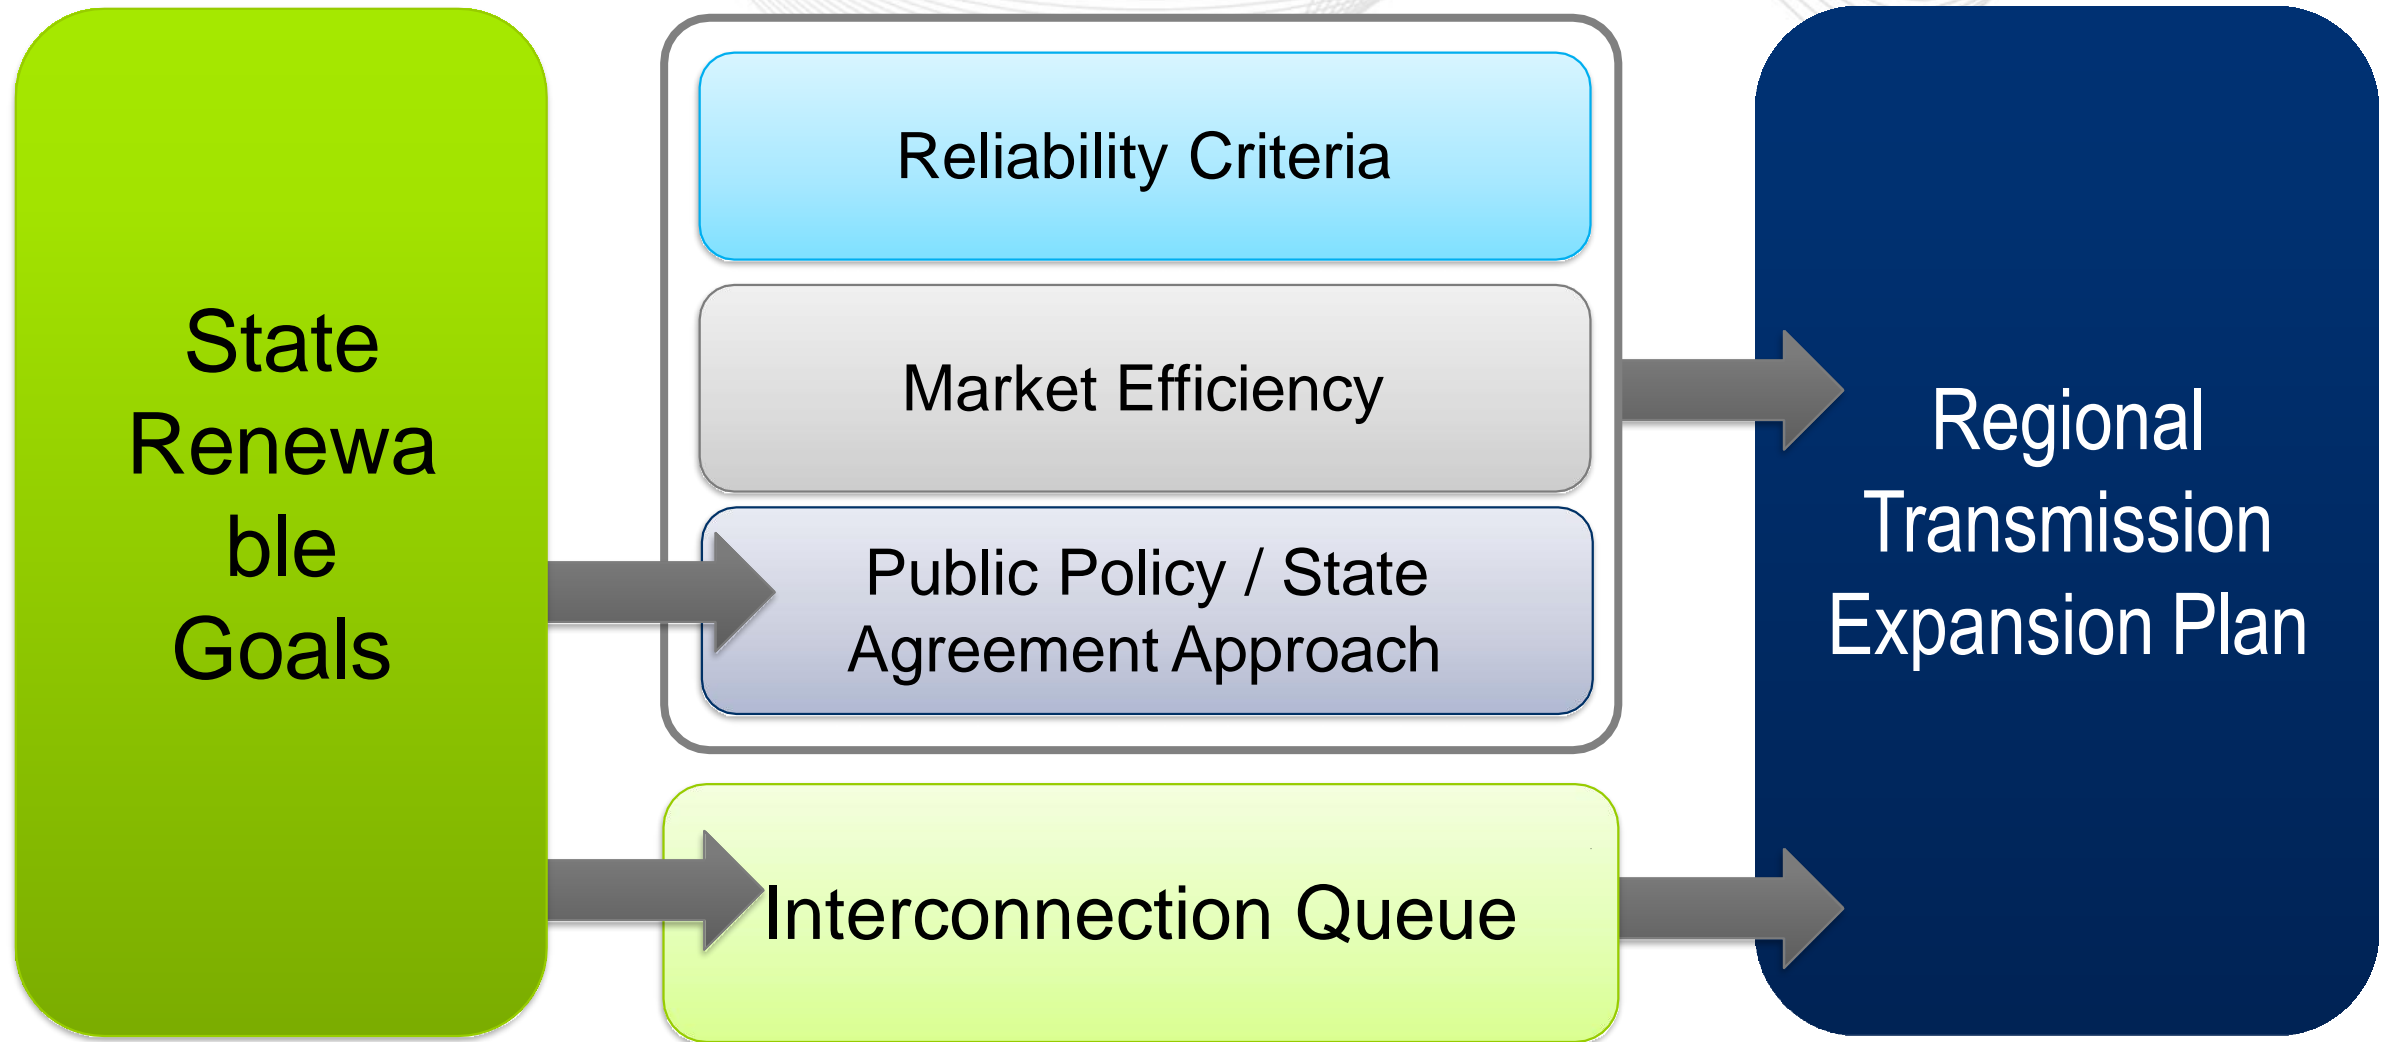 State
Renewa
ble
Goals
Reliability Criteria
Market Efficiency
Public Policy / State
Agreement Approach
Interconnection Queue
Regional
Transmission
Expansion Plan